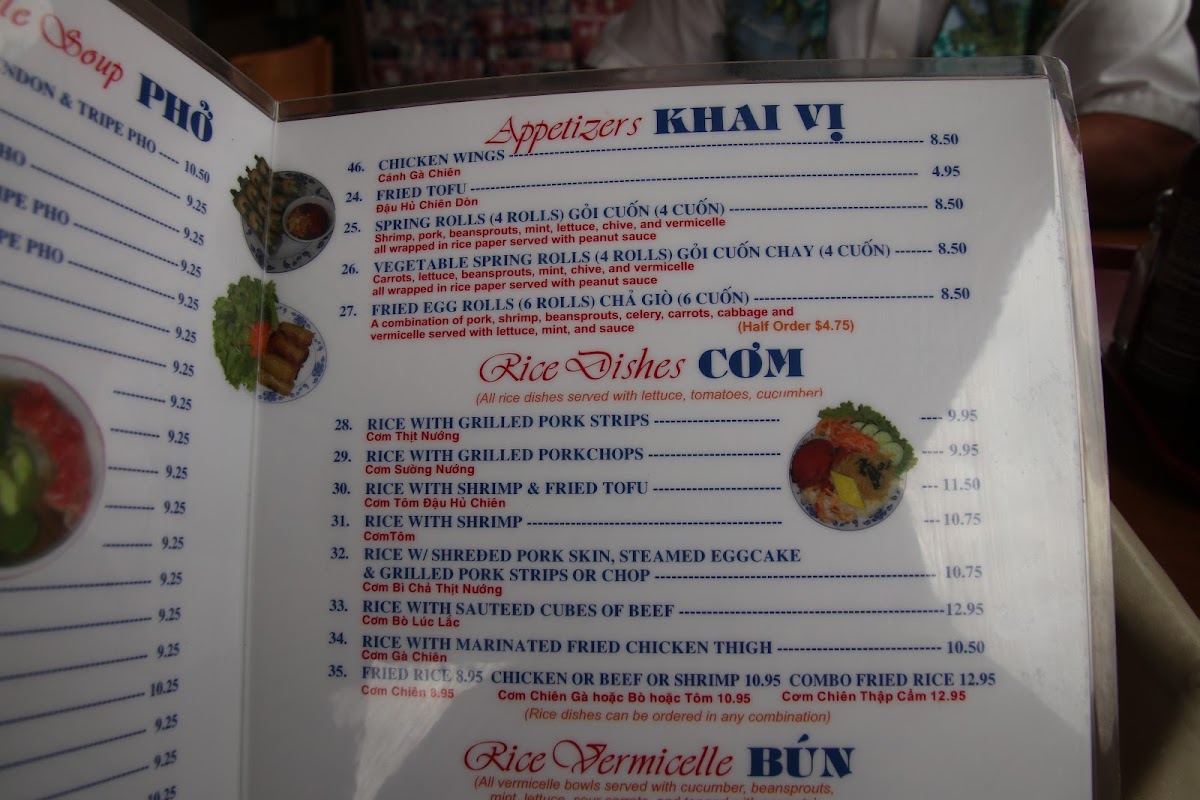 le Soup PHỞ
NDON & TRIPE PHO ---- 10.50
PHO 9.25
9.25
IPE PHO 9.25
PE PHO 9.25
9.25
9.25
9.25
9.25
9.25
9.25
9.25
9.25
9.25
9.25
10.25
9.25
9.25
10.25
Appetizers KHAI VỊ
46. CHICKEN WINGS 8.50
Cánh Gà Chiên
24. FRIED TOFU 4.95
Đậu Hủ Chiên Dòn
25. SPRING ROLLS (4 ROLLS) GỎI CUỐN (4 CUỐN) 8.50
Shrimp, pork, beansprouts, mint, lettuce, chive, and vermicelle
all wrapped in rice paper served with peanut sauce
26. VEGETABLE SPRING ROLLS (4 ROLLS) GỎI CUỐN CHAY (4 CUỐN) 8.50
Carrots, lettuce, beansprouts, mint, chive, and vermicelle
all wrapped in rice paper served with peanut sauce
27. FRIED EGG ROLLS (6 ROLLS) CHẢ GIÒ (6 CUỐN) 8.50
A combination of pork, shrimp, beansprouts, celery, carrots, cabbage and
vermicelle served with lettuce, mint, and sauce (Half Order $4.75)
Rice Dishes CƠM
(All rice dishes served with lettuce, tomatoes, cucumber)
28. RICE WITH GRILLED PORK STRIPS 9.95
Cơm Thịt Nướng
29. RICE WITH GRILLED PORKCHOPS 9.95
Cơm Sường Nướng
30. RICE WITH SHRIMP & FRIED TOFU 11.50
Cơm Tôm Đậu Hủ Chiên
31. RICE WITH SHRIMP 10.75
CơmTôm
32. RICE W/ SHREĐED PORK SKIN, STEAMED EGGCAKE
& GRILLED PORK STRIPS OR CHOP 10.75
Cơm Bì Chả Thịt Nướng
33. RICE WITH SAUTEED CUBES OF BEEF 12.95
Cơm Bò Lúc Lắc
34. RICE WITH MARINATED FRIED CHICKEN THIGH 10.50
Cơm Gà Chiên
35. FRIED RICE 8.95 CHICKEN OR BEEF OR SHRIMP 10.95 COMBO FRIED RICE 12.95
Cơm Chiên 8.95 Cơm Chiên Gà hoặc Bò hoặc Tôm 10.95 Cơm Chiên Thập Cẩm 12.95
(Rice dishes can be ordered in any combination)
Rice Vermicelle BÚN
(All vermicelle bowls served with cucumber, beansprouts,
mint, lettuce, sour carrots, and